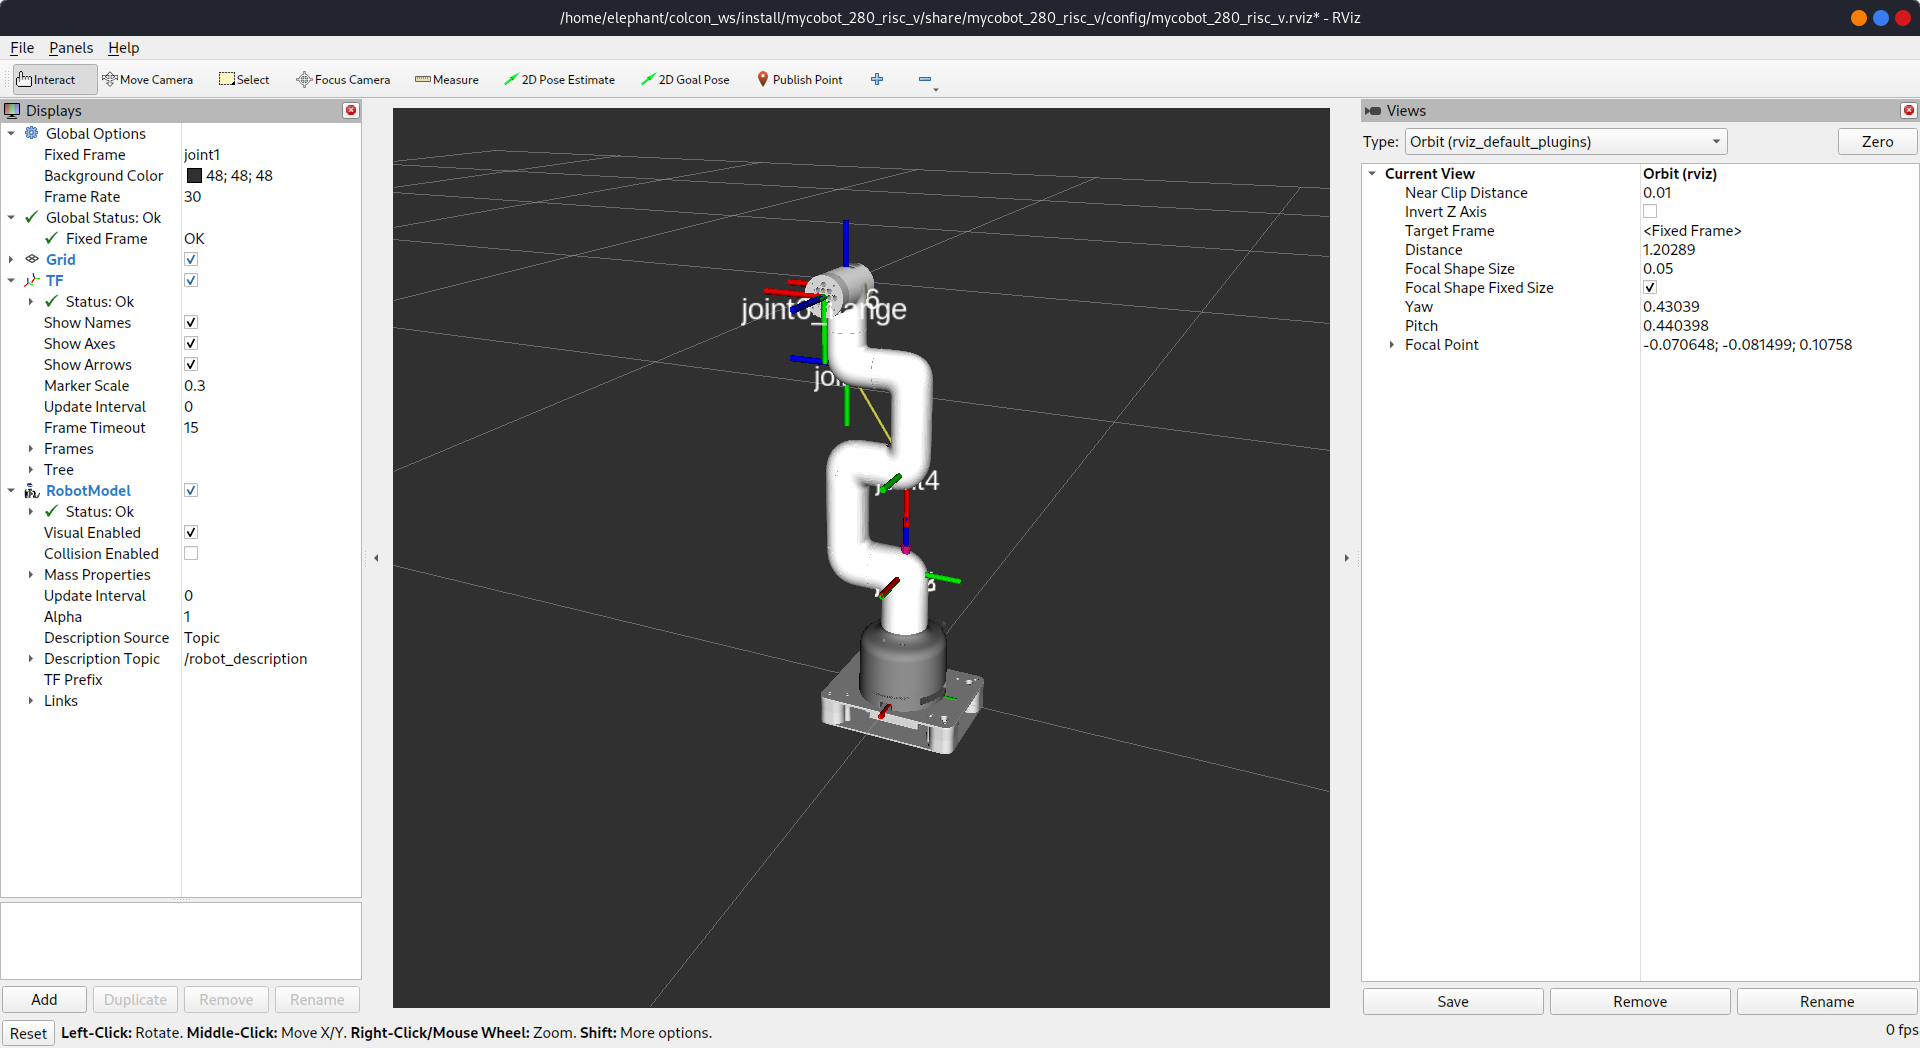 /home/elephant/colcon_ws/install/mycobot_280_risc_v/share/mycobot_280_risc_v/config/mycobot_280_risc_v.rviz* - RViz
File Panels Help
Interact Move Camera Select Focus Camera Measure 2D Pose Estimate 2D Goal Pose Publish Point
Displays
Global Options
Fixed Frame joint1
Background Color 48; 48; 48
Frame Rate 30
Global Status: Ok
Fixed Frame OK
Grid
TF
Status: Ok
Show Names
Show Axes
Show Arrows
Marker Scale 0.3
Update Interval 0
Frame Timeout 15
Frames
Tree
RobotModel
Status: Ok
Visual Enabled
Collision Enabled
Mass Properties
Update Interval 0
Alpha 1
Description Source Topic
Description Topic /robot_description
TF Prefix
Links
Add Duplicate Remove Rename
Reset Left-Click: Rotate. Middle-Click: Move X/Y. Right-Click/Mouse Wheel: Zoom. Shift: More options.
Views
Type: Orbit (rviz_default_plugins) Zero
Current View Orbit (rviz)
Near Clip Distance 0.01
Invert Z Axis
Target Frame <Fixed Frame>
Distance 1.20289
Focal Shape Size 0.05
Focal Shape Fixed Size
Yaw 0.43039
Pitch 0.440398
Focal Point -0.070648; -0.081499; 0.10758
Save Remove Rename
0 fps